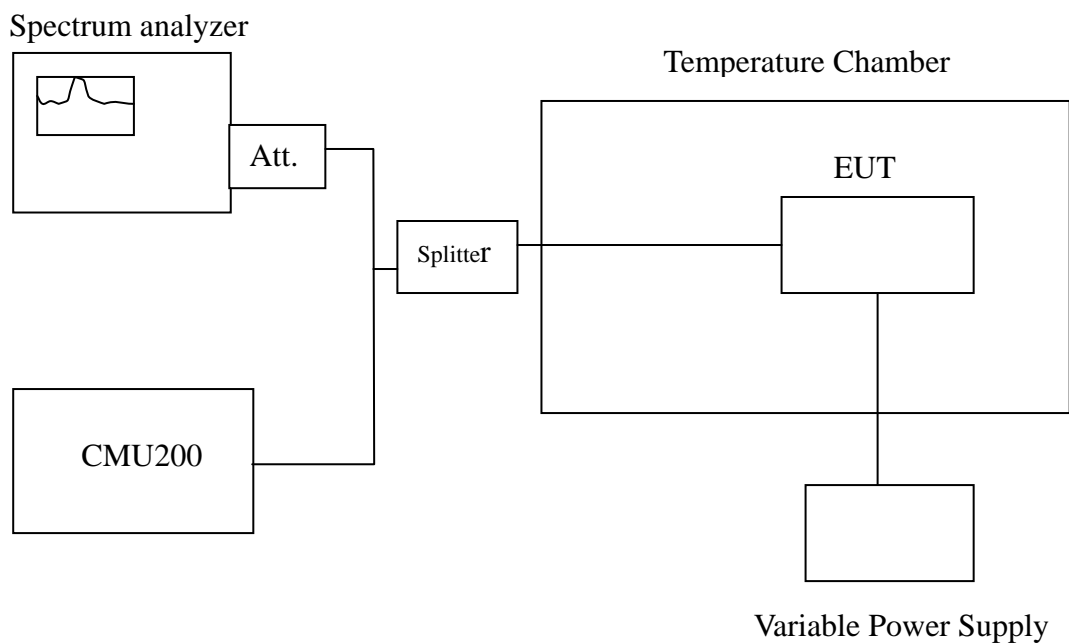 Spectrum analyzer
Temperature Chamber
Att.
EUT
Splitter
CMU200
Variable Power Supply